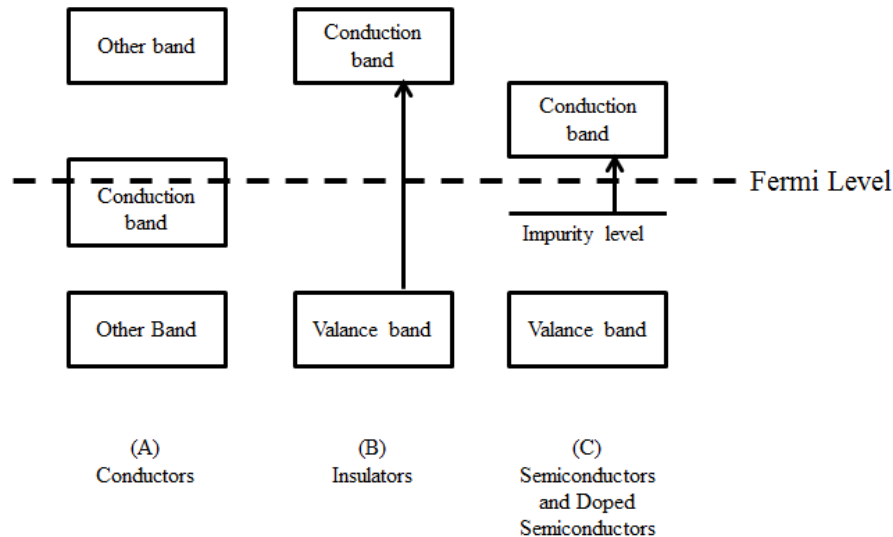 Other band
Conduction
band
Conduction
band
Fermi Level
Conduction
band
Impurity level
Other Band
Valance band
Valance band
(A)
Conductors
(B)
Insulators
(C)
Semiconductors
and Doped
Semiconductors